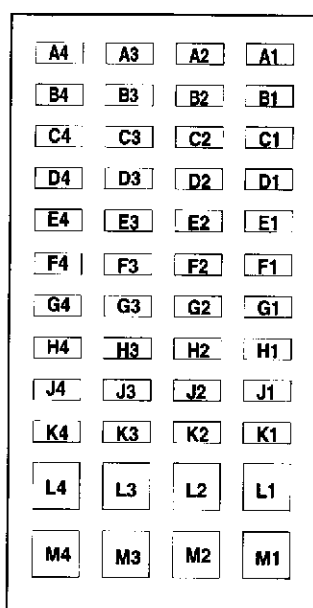 A4 A3 A2 A1
B4 B3 B2 B1
C4 C3 C2 C1
D4 D3 D2 D1
E4 E3 E2 E1
F4 F3 F2 F1
G4 G3 G2 G1
H4 H3 H2 H1
J4 J3 J2 J1
K4 K3 K2 K1
L4 L3 L2 L1
M4 M3 M2 M1